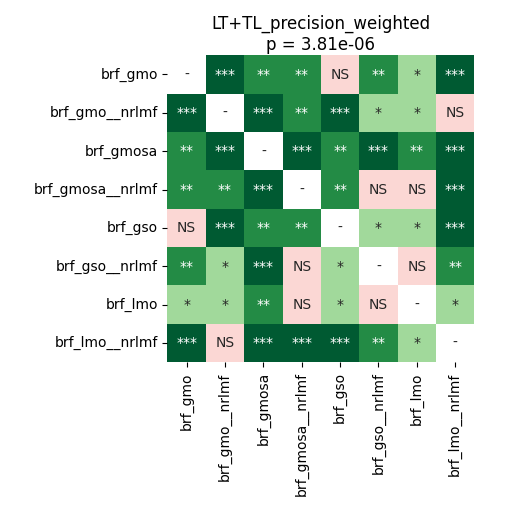 LT+TL_precision_weighted
p = 3.81e-06
brf_gmo - *** ** ** NS ** * ***
brf_gmo__nrlmf *** - *** ** *** * * NS
brf_gmosa ** *** - *** ** *** ** ***
brf_gmosa__nrlmf ** ** *** - ** NS NS ***
brf_gso NS *** ** ** - * * ***
brf_gso__nrlmf ** * *** NS * - NS **
brf_lmo * * ** NS * NS - *
brf_lmo__nrlmf *** NS *** *** *** ** * -
brf_gmo
brf_gmo__nrlmf
brf_gmosa
brf_gmosa__nrlmf
brf_gso
brf_gso__nrlmf
brf_lmo
brf_lmo__nrlmf